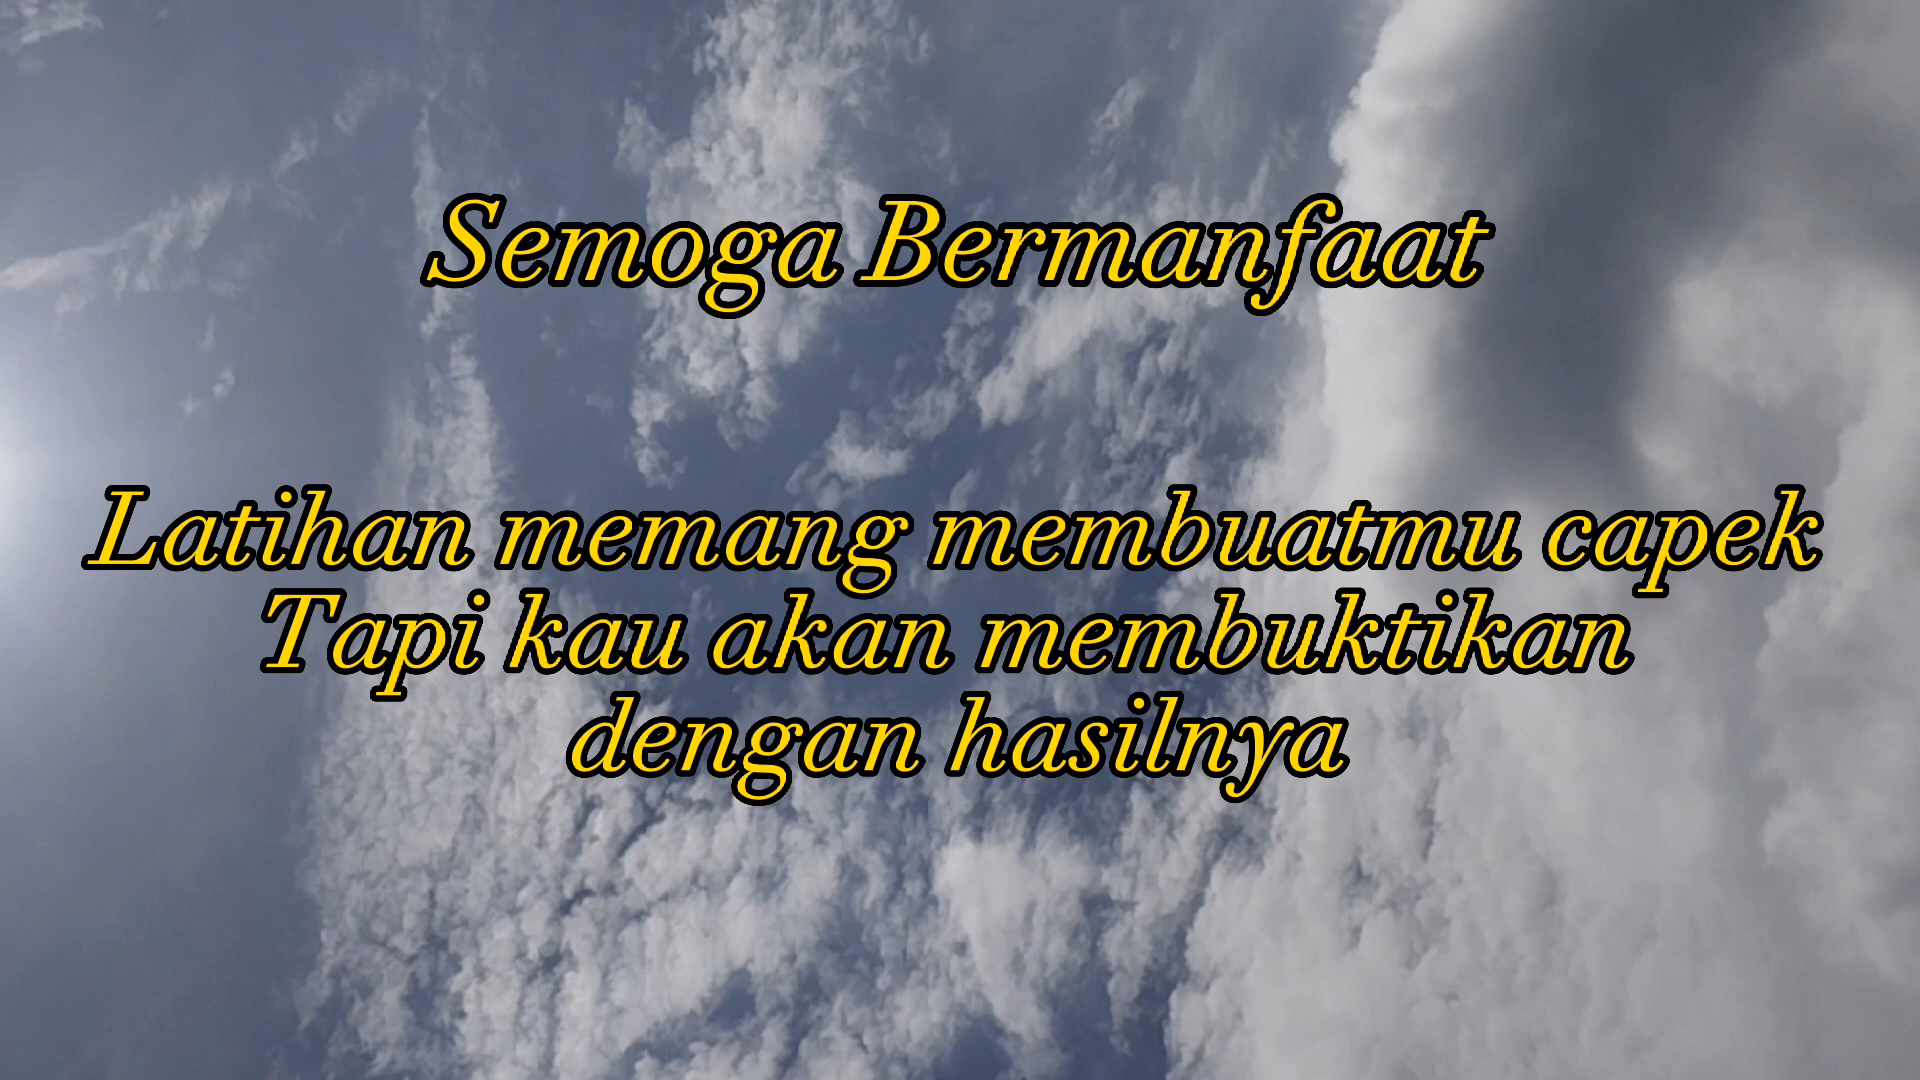 Semoga Bermanfaat
Latihan memang membuatmu capek
Tapi kau akan membuktikan
dengan hasilnya